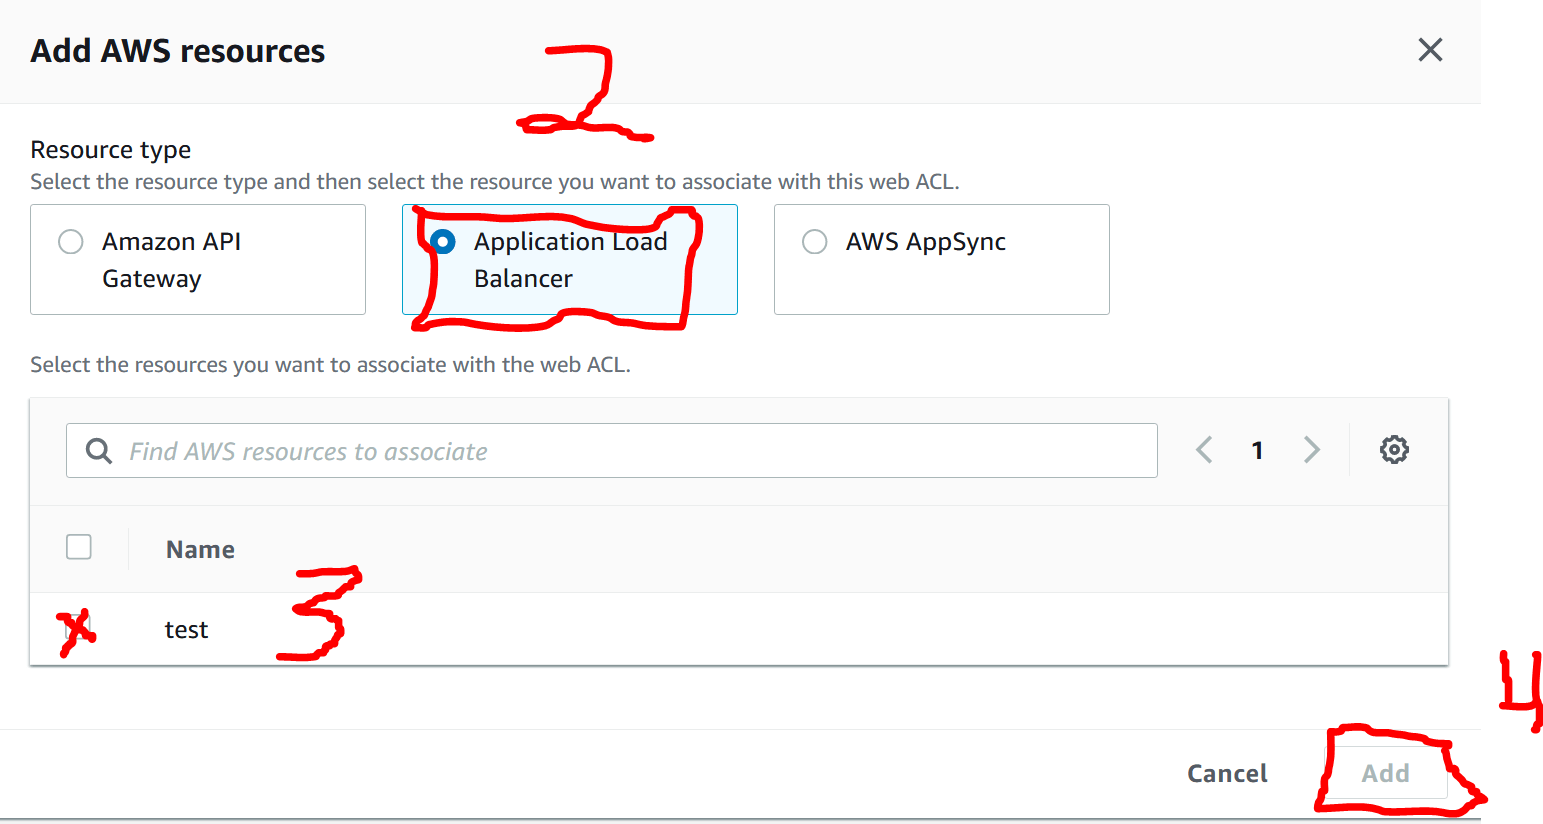 Add AWS resources
2
Resource type
Select the resource type and then select the resource you want to associate with this web ACL.
Amazon API Gateway
Application Load Balancer
AWS AppSync
Select the resources you want to associate with the web ACL.
Find AWS resources to associate
1
Name
test
3
4
Cancel
Add